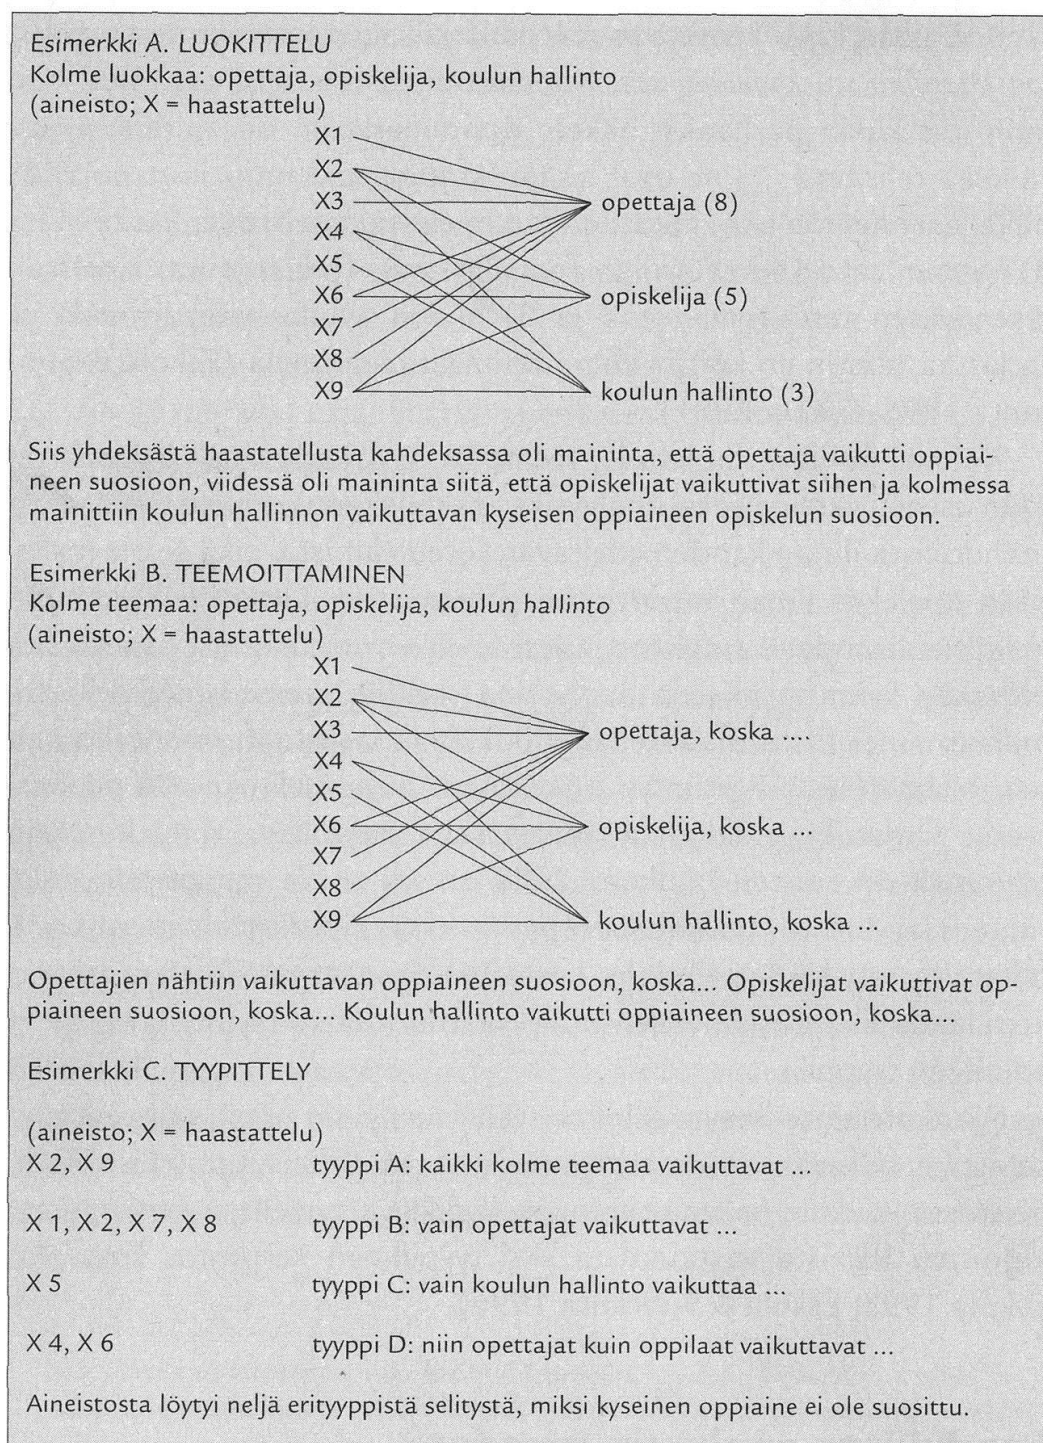 Esimerkki A. LUOKITTELU
Kolme luokkaa: opettaja, opiskelija, koulun hallinto
(aineisto; X = haastattelu)
X1
X2
X3
opettaja (8)
X4
X5
X6
opiskelija (5)
X7
X8
X9
koulun hallinto (3)
Siis yhdeksästä haastatellusta kahdeksassa oli maininta, että opettaja vaikutti oppiai-
neen suosioon, viidessä oli maininta siitä, että opiskelijat vaikuttivat siihen ja kolmessa
mainittiin koulun hallinnon vaikuttavan kyseisen oppiaineen opiskelun suosioon.
Esimerkki B. TEEMOITTAMINEN
Kolme teemaa: opettaja, opiskelija, koulun hallinto
(aineisto; X = haastattelu)
X1
X2
X3
opettaja, koska ....
X4
X5
X6
opiskelija, koska ...
X7
X8
X9
koulun hallinto, koska ...
Opettajien nähtiin vaikuttavan oppiaineen suosioon, koska... Opiskelijat vaikuttivat op-
piaineen suosioon, koska... Koulun hallinto vaikutti oppiaineen suosioon, koska...
Esimerkki C. TYYPITTELY
(aineisto; X = haastattelu)
X 2, X 9 tyyppi A: kaikki kolme teemaa vaikuttavat ...
X 1, X 2, X 7, X 8 tyyppi B: vain opettajat vaikuttavat ...
X 5 tyyppi C: vain koulun hallinto vaikuttaa ...
X 4, X 6 tyyppi D: niin opettajat kuin oppilaat vaikuttavat ...
Aineistosta löytyi neljä erityyppistä selitystä, miksi kyseinen oppiaine ei ole suosittu.